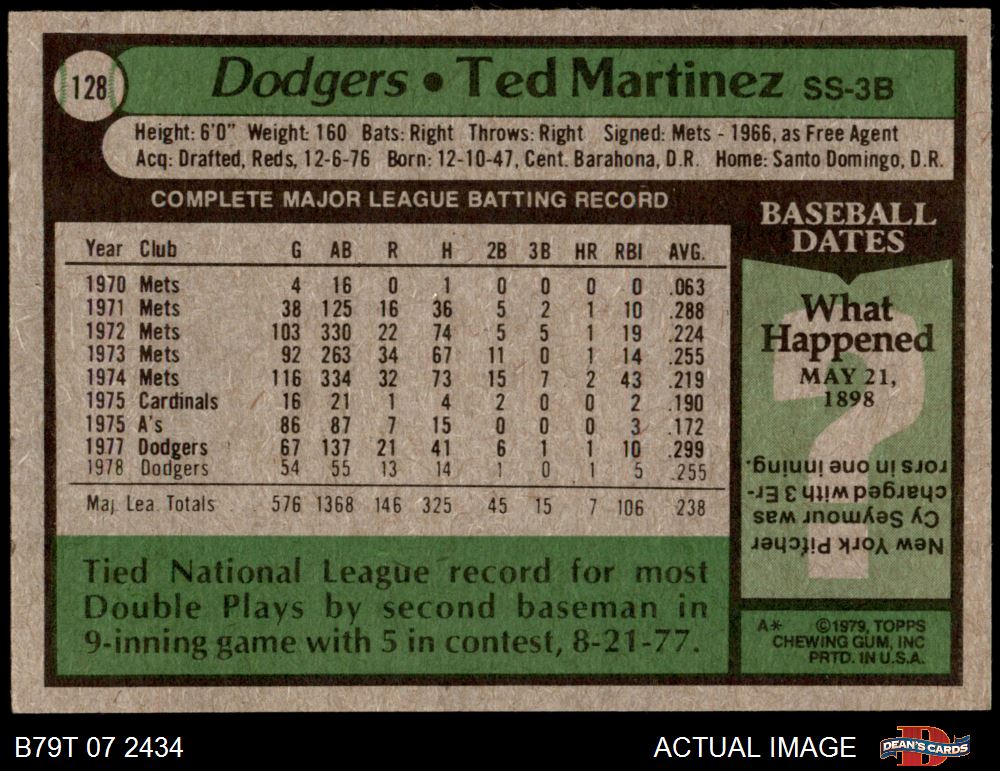 128
Dodgers • Ted Martinez SS-3B
Height: 6'0" Weight: 160 Bats: Right Throws: Right Signed: Mets - 1966, as Free Agent
Acq: Drafted, Reds, 12-6-76 Born: 12-10-47, Cent. Barahona, D.R. Home: Santo Domingo, D.R.
COMPLETE MAJOR LEAGUE BATTING RECORD
Year Club G AB R H 2B 3B HR RBI AVG.
1970 Mets 4 16 0 1 0 0 0 0 .063
1971 Mets 38 125 16 36 5 2 1 10 .288
1972 Mets 103 330 22 74 5 5 1 19 .224
1973 Mets 92 263 34 67 11 0 1 14 .255
1974 Mets 116 334 32 73 15 7 2 43 .219
1975 Cardinals 16 21 1 4 2 0 0 2 .190
1975 A's 86 87 7 15 0 0 0 3 .172
1977 Dodgers 67 137 21 41 6 1 1 10 .299
1978 Dodgers 54 55 13 14 1 0 1 5 .255
Maj. Lea. Totals 576 1368 146 325 45 15 7 106 .238
Tied National League record for most
Double Plays by second baseman in
9-inning game with 5 in contest, 8-21-77.
BASEBALL
DATES
What
Happened
MAY 21,
1898
?
New York Pitcher
Cy Seymour was
charged with 3 Er-
rors in one inning.
A* ©1979, TOPPS
CHEWING GUM, INC
PRTD. IN U.S.A.
B79T 07 2434
ACTUAL IMAGE
D
DEAN'S CARDS